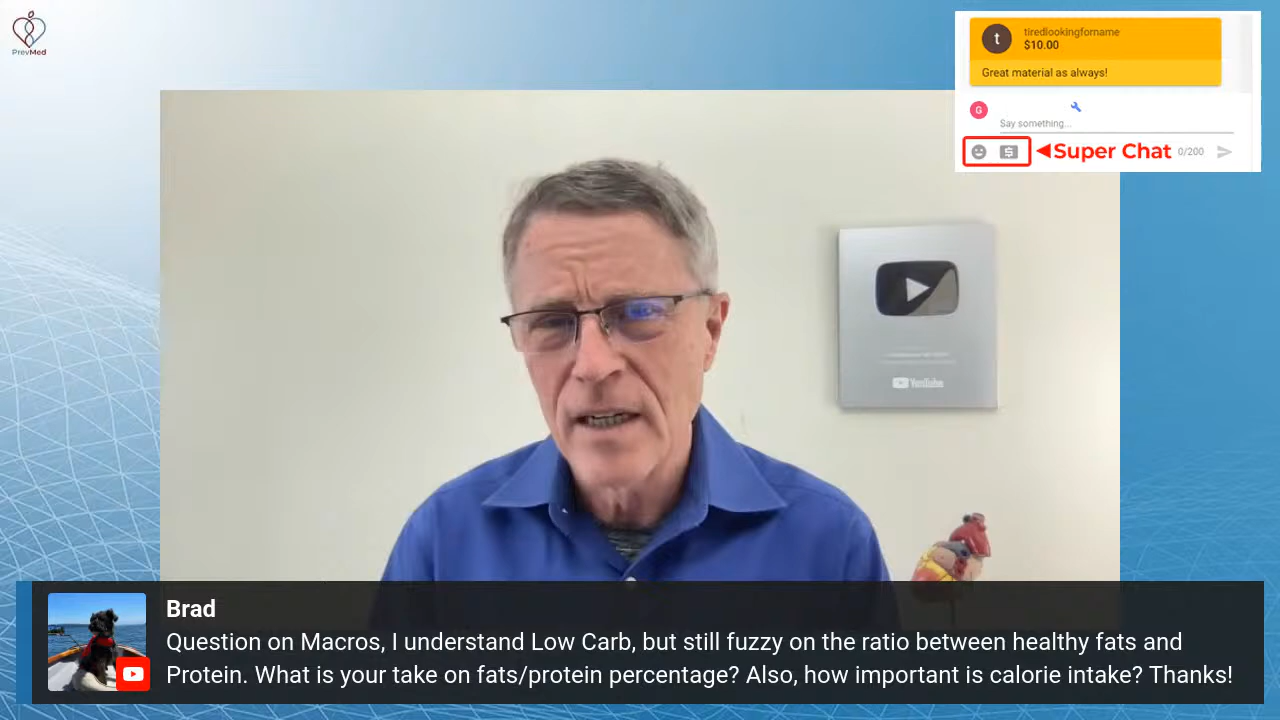 PrevMed
t
tiredlookingforname
$10.00
Great material as always!
G
Say something...
Super Chat
0/200
YouTube
Brad
Question on Macros, I understand Low Carb, but still fuzzy on the ratio between healthy fats and
Protein. What is your take on fats/protein percentage? Also, how important is calorie intake? Thanks!